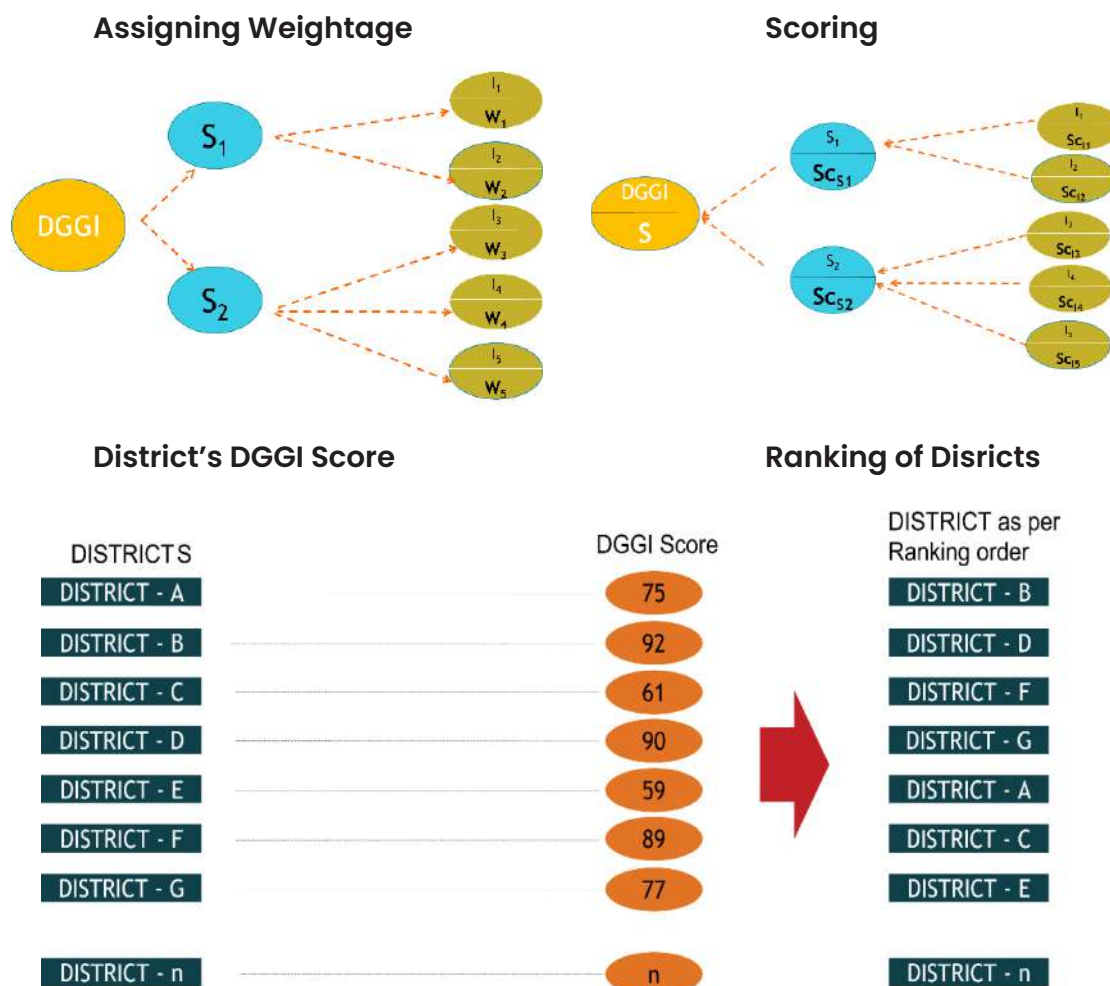 Assigning Weightage
Scoring
DGGI
S1
S2
I1
W1
I2
W2
I3
W3
I4
W4
I5
W5
DGGI
S
S1
ScS1
S2
ScS2
I1
ScI1
I2
ScI2
I3
ScI3
I4
ScI4
I5
ScI5
District's DGGI Score
Ranking of Disricts
DISTRICTS
DGGI Score
DISTRICT as per
Ranking order
DISTRICT - A
75
DISTRICT - B
DISTRICT - B
92
DISTRICT - D
DISTRICT - C
61
DISTRICT - F
DISTRICT - D
90
DISTRICT - G
DISTRICT - E
59
DISTRICT - A
DISTRICT - F
89
DISTRICT - C
DISTRICT - G
77
DISTRICT - E
DISTRICT - n
n
DISTRICT - n